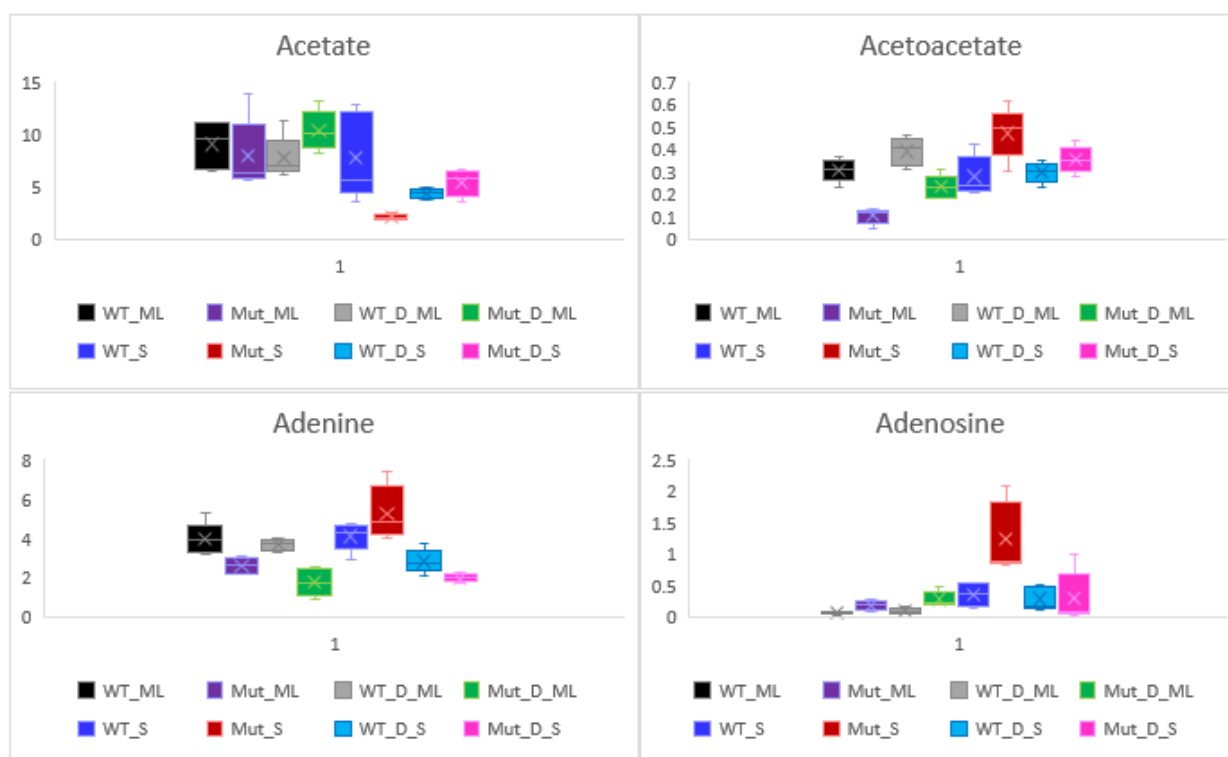 Acetate
15
10
5
0
1
WT_ML Mut_ML WT_D_ML Mut_D_ML
WT_S Mut_S WT_D_S Mut_D_S
Acetoacetate
0.7
0.6
0.5
0.4
0.3
0.2
0.1
0
1
WT_ML Mut_ML WT_D_ML Mut_D_ML
WT_S Mut_S WT_D_S Mut_D_S
Adenine
8
6
4
2
0
1
WT_ML Mut_ML WT_D_ML Mut_D_ML
WT_S Mut_S WT_D_S Mut_D_S
Adenosine
2.5
2
1.5
1
0.5
0
1
WT_ML Mut_ML WT_D_ML Mut_D_ML
WT_S Mut_S WT_D_S Mut_D_S